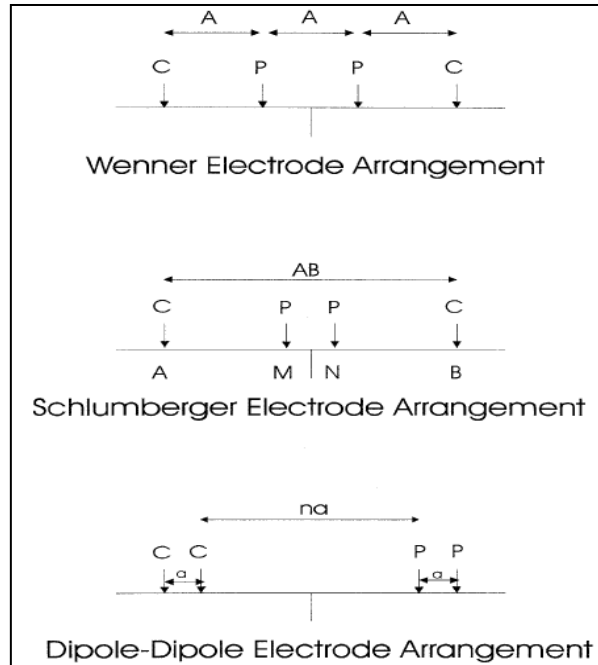 A A A
C P P C
Wenner Electrode Arrangement
AB
C P P C
A M N B
Schlumberger Electrode Arrangement
na
C C P P
a a
Dipole-Dipole Electrode Arrangement